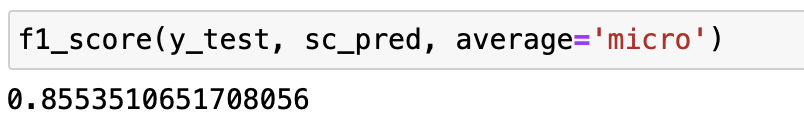 f1_score(y_test, sc_pred, average='micro')
0.8553510651708056